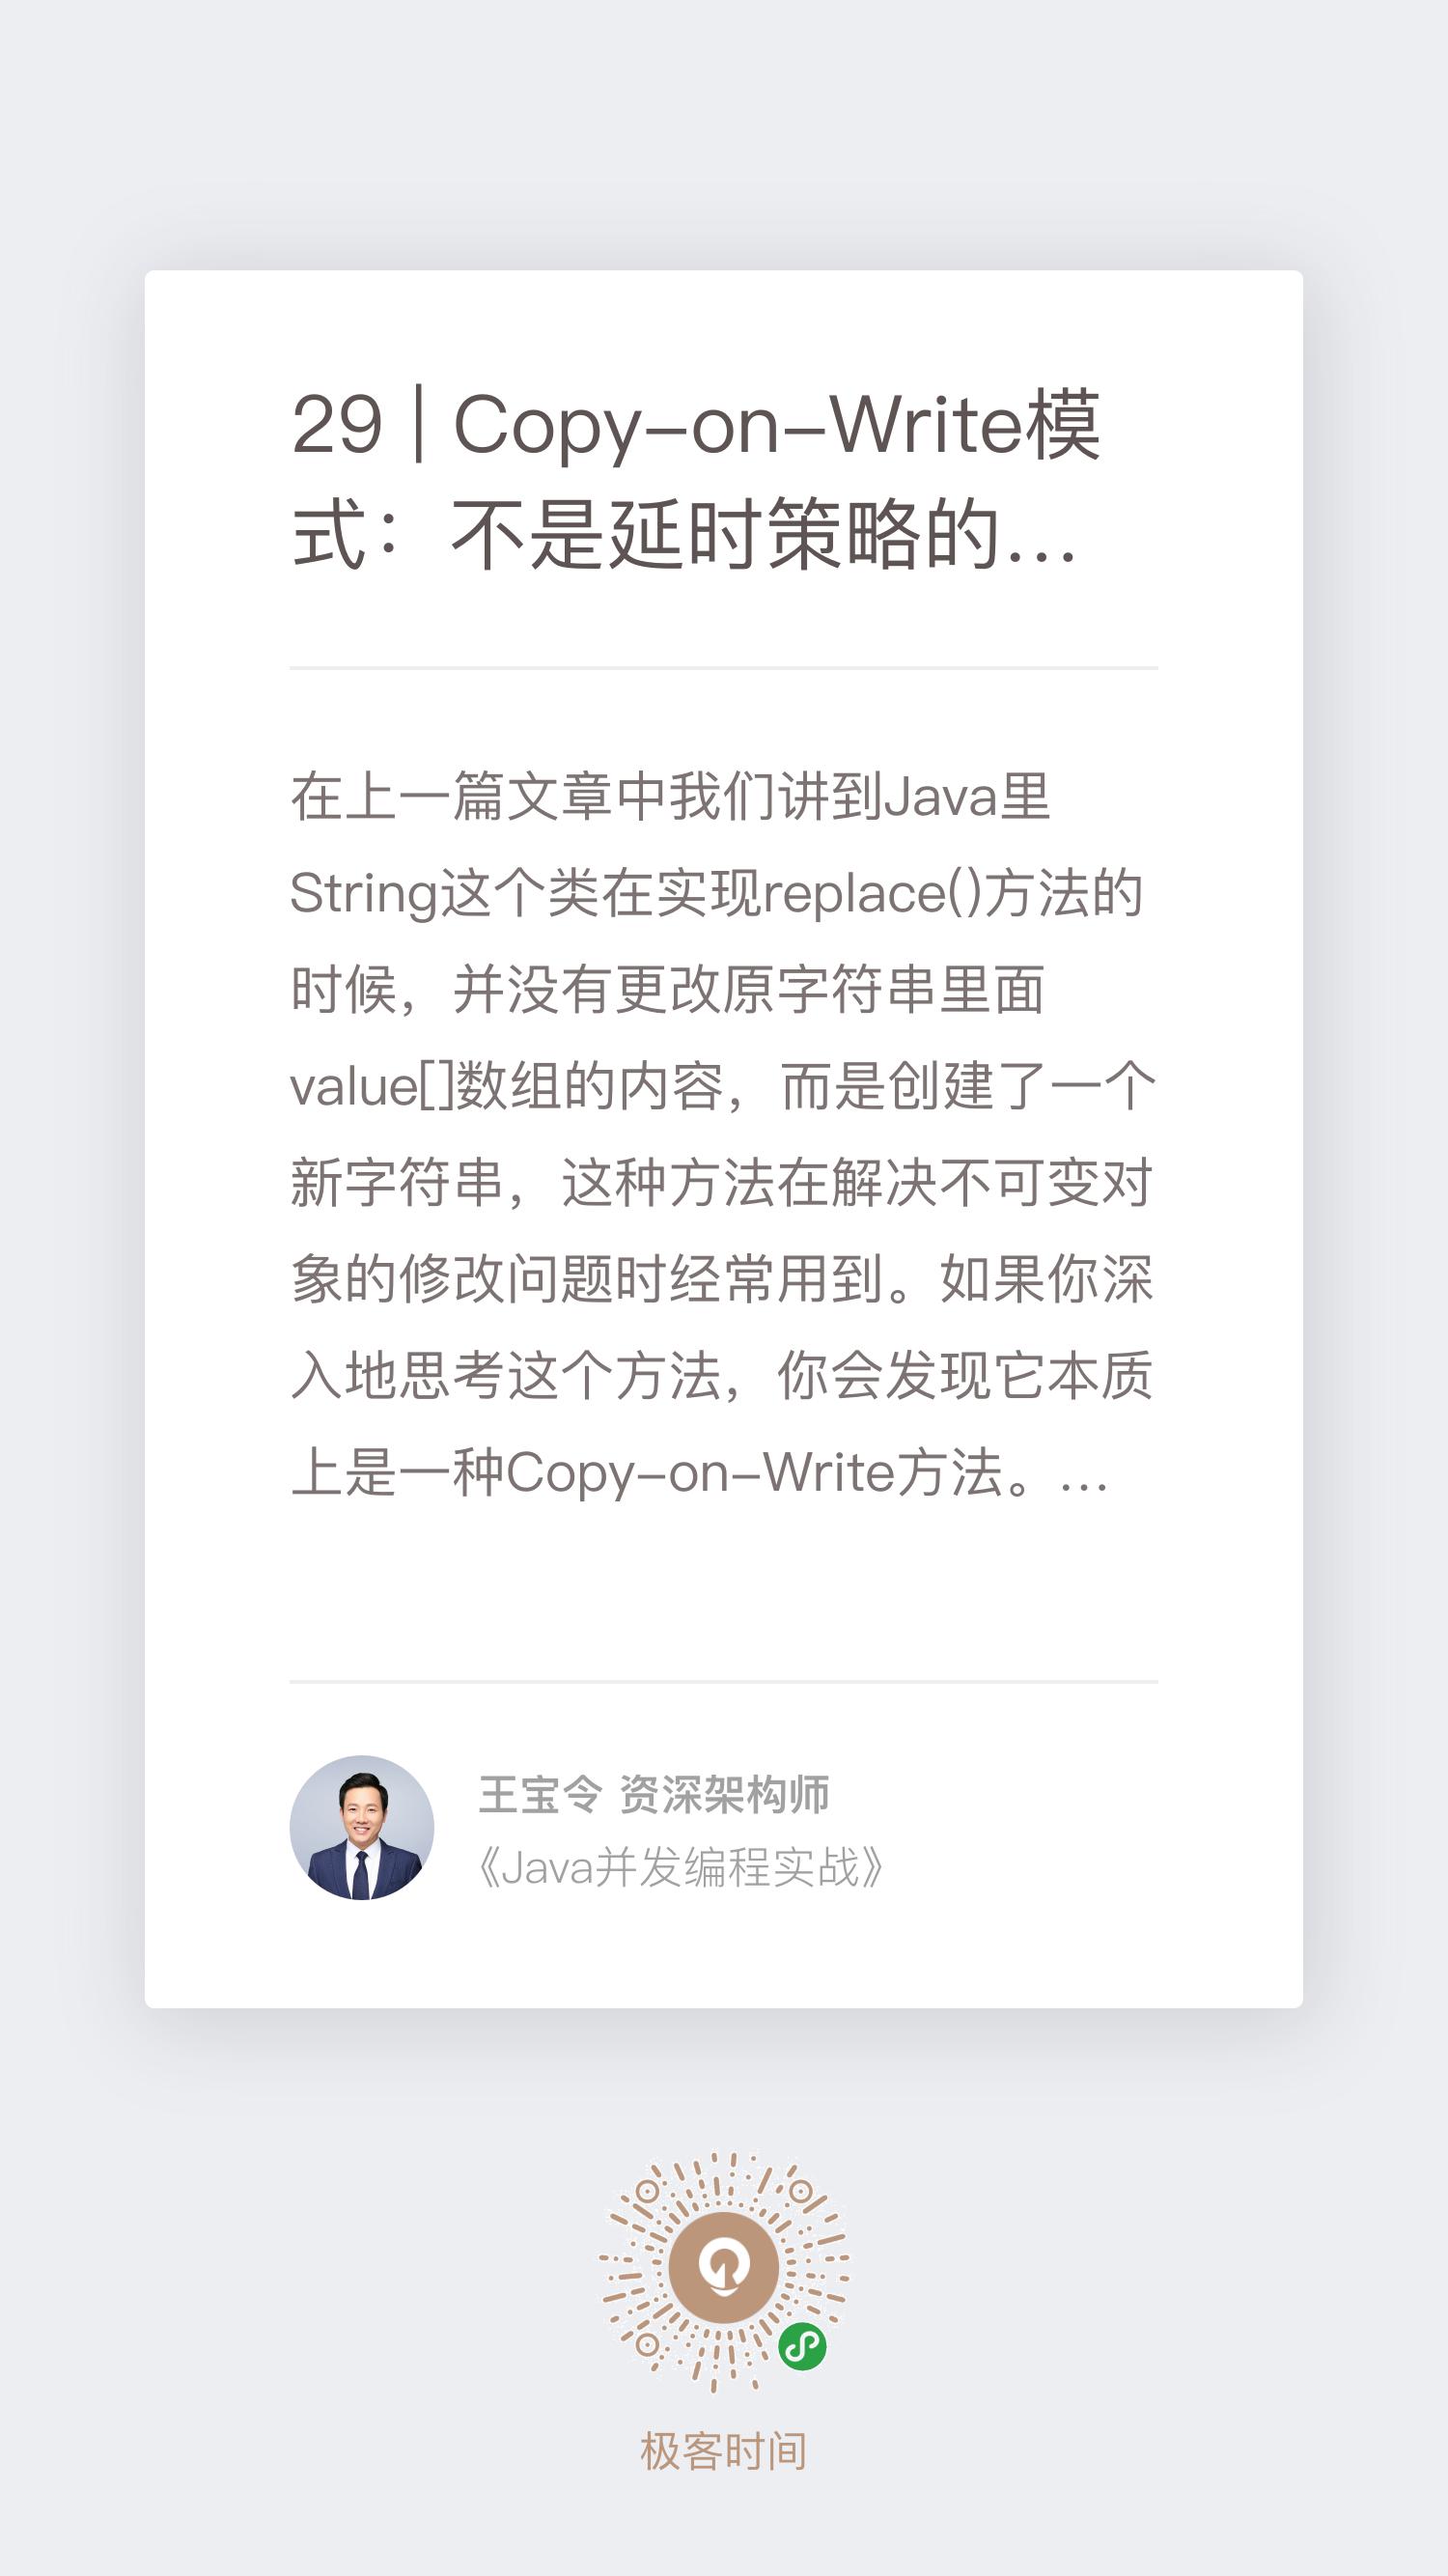 29 | Copy-on-Write模
式：不是延时策略的...
在上一篇文章中我们讲到Java里
String这个类在实现replace()方法的
时候，并没有更改原字符串里面
value[]数组的内容，而是创建了一个
新字符串，这种方法在解决不可变对
象的修改问题时经常用到。如果你深
入地思考这个方法，你会发现它本质
上是一种Copy-on-Write方法。...
王宝令 资深架构师
《Java并发编程实战》
极客时间